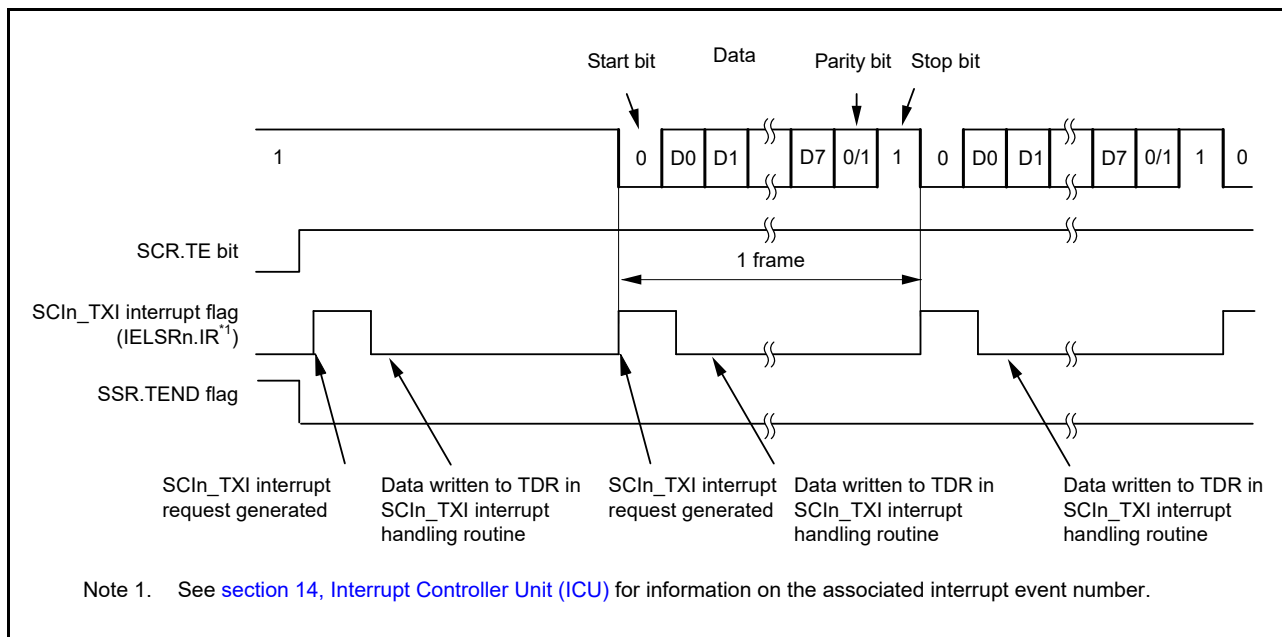 Start bit
Data
Parity bit
Stop bit
1
0 D0 D1 D7 0/1 1 0 D0 D1 D7 0/1 1 0
SCR.TE bit
1 frame
SCIn_TXI interrupt flag
(IELSRn.IR*1)
SSR.TEND flag
SCIn_TXI interrupt
request generated
Data written to TDR in
SCIn_TXI interrupt
handling routine
SCIn_TXI interrupt
request generated
Data written to TDR in
SCIn_TXI interrupt
handling routine
Data written to TDR in
SCIn_TXI interrupt
handling routine
Note 1. See section 14, Interrupt Controller Unit (ICU) for information on the associated interrupt event number.